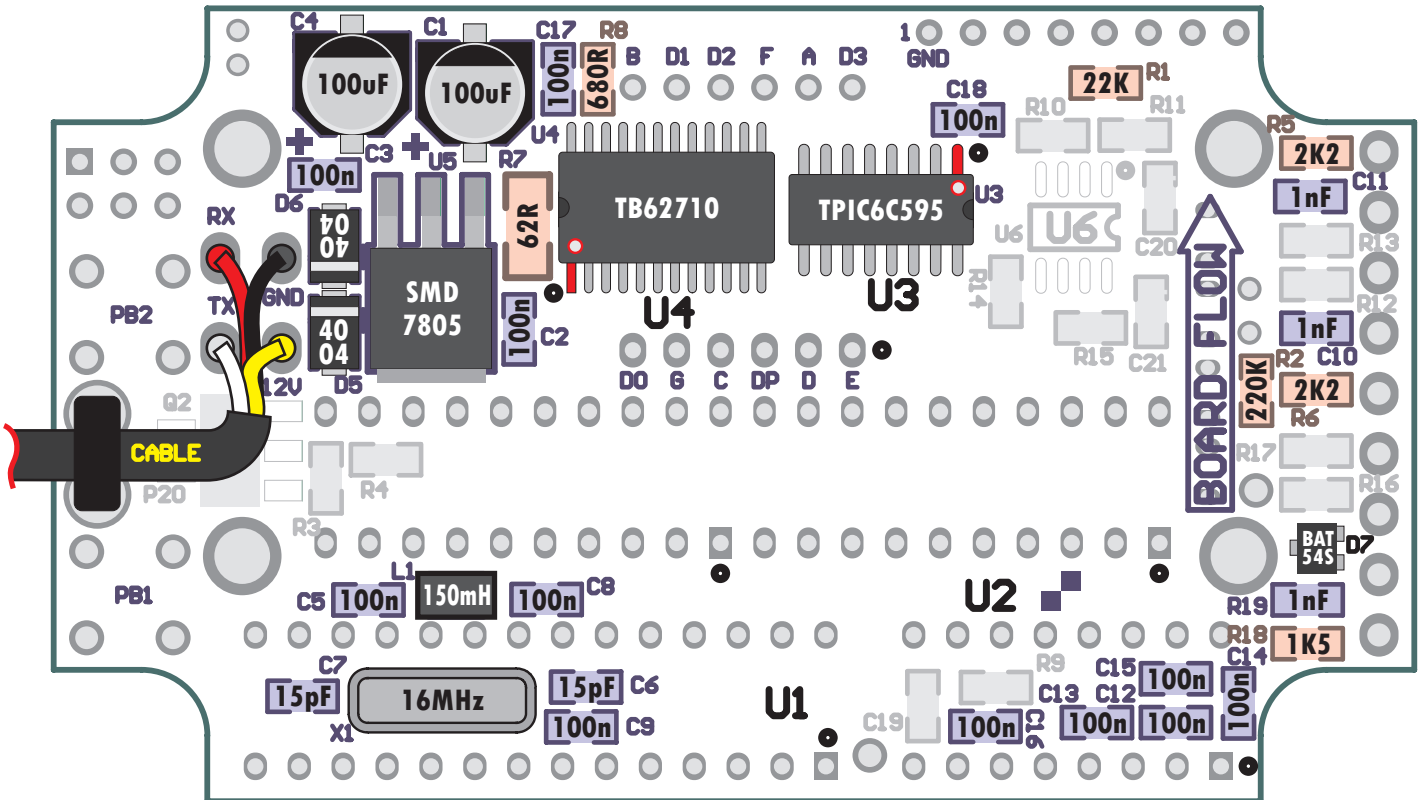 C4
C1
C17
R8
B
D1
D2
F
A
D3
1
GND
100uF
100uF
100n
680R
22K
R1
C18
100n
R10
R11
U4
R5
2K2
C3
U5
R7
100n
D6
1nF
C11
RX
40
04
62R
TB62710
TPIC6C595
U3
U6
U6
C20
R13
SMD
7805
GND
TX
PB2
U4
U3
R14
R12
40
04
100n
C2
R15
C21
1nF
C10
12V
D5
DO
G
C
DP
D
E
220K
R2
2K2
R6
BOARD FLOW
Q2
CABLE
P20
R4
R3
R17
R16
BAT
54S
D7
L1
C5
100n
150mH
100n
C8
PB1
U2
R19
1nF
R18
1K5
C14
C7
15pF
16MHz
X1
15pF
C6
100n
C9
U1
R9
C19
100n
C16
C13
100n
C15
100n
C12
100n
100n